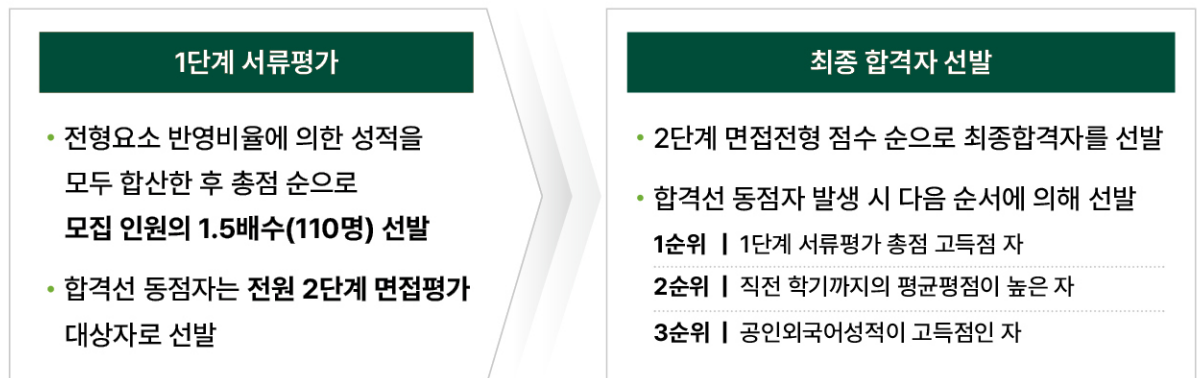 1단계 서류평가
• 전형요소 반영비율에 의한 성적을
모두 합산한 후 총점 순으로
모집 인원의 1.5배수(110명) 선발
• 합격선 동점자는 전원 2단계 면접평가
대상자로 선발
최종 합격자 선발
• 2단계 면접전형 점수 순으로 최종합격자를 선발
• 합격선 동점자 발생 시 다음 순서에 의해 선발
1순위 | 1단계 서류평가 총점 고득점 자
2순위 | 직전 학기까지의 평균평점이 높은 자
3순위 | 공인외국어성적이 고득점인 자